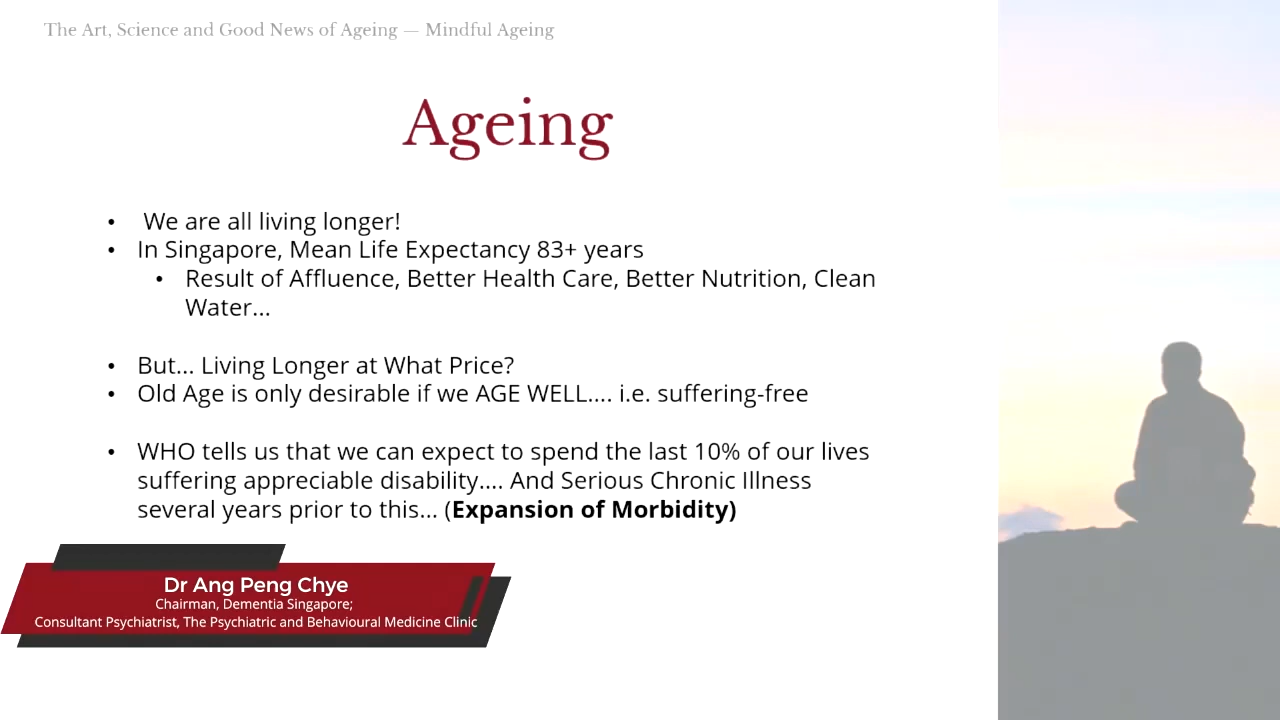 The Art, Science and Good News of Ageing — Mindful Ageing
Ageing
• We are all living longer!
• In Singapore, Mean Life Expectancy 83+ years
• Result of Affluence, Better Health Care, Better Nutrition, Clean
Water...
• But... Living Longer at What Price?
• Old Age is only desirable if we AGE WELL.... i.e. suffering-free
• WHO tells us that we can expect to spend the last 10% of our lives
suffering appreciable disability.... And Serious Chronic Illness
several years prior to this... (Expansion of Morbidity)
Dr Ang Peng Chye
Chairman, Dementia Singapore;
Consultant Psychiatrist, The Psychiatric and Behavioural Medicine Clinic